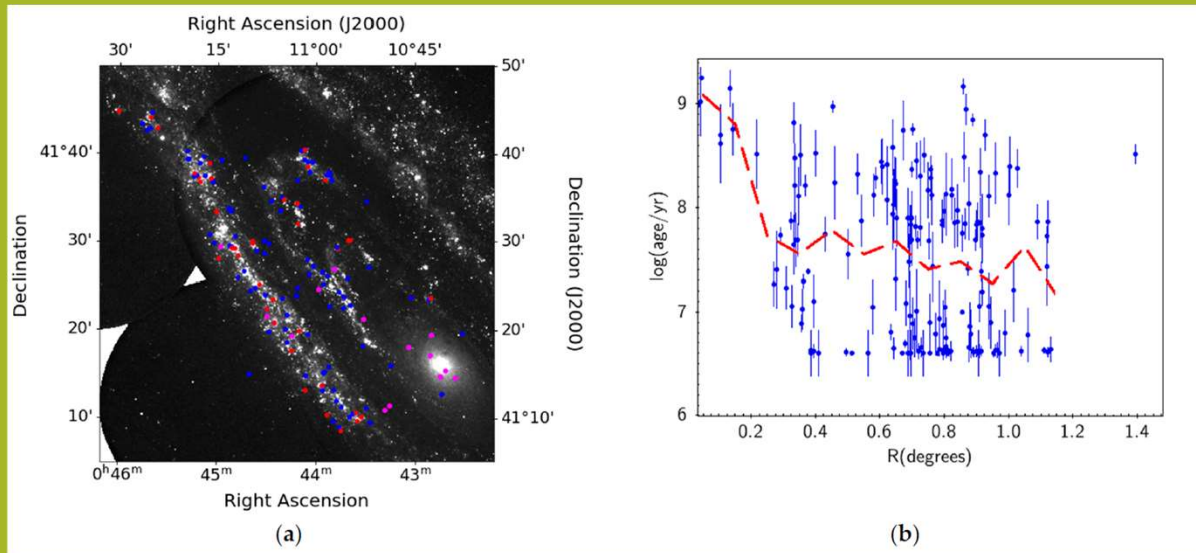 Right Ascension (J2000)
30' 15' 11°00' 10°45'
50'
41°40' 40'
30' 30'
20' 20'
10' 41°10'
Declination
Declination (J2000)
0ʰ46ᵐ 45ᵐ 44ᵐ 43ᵐ
Right Ascension
(a)
9
8
7
6
log(age/yr)
0.2 0.4 0.6 0.8 1.0 1.2 1.4
R(degrees)
(b)